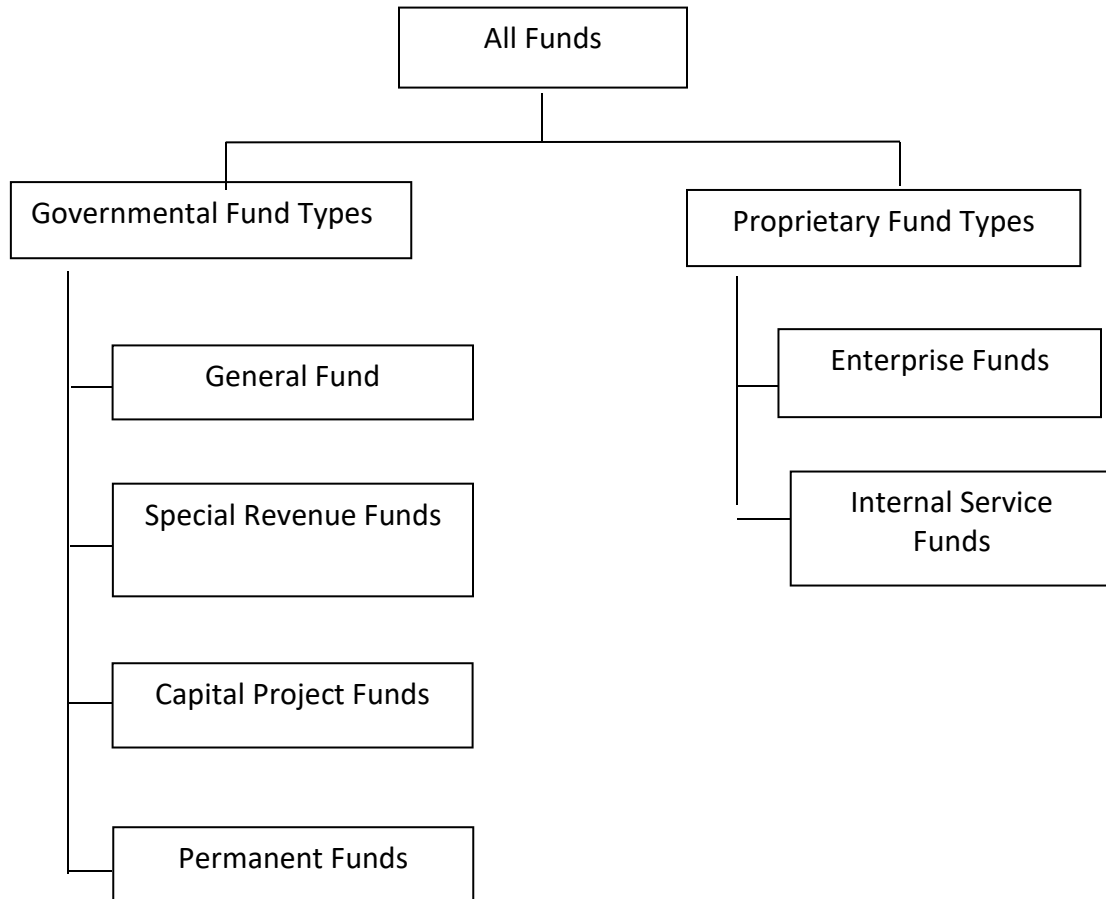 All Funds
Governmental Fund Types
Proprietary Fund Types
General Fund
Special Revenue Funds
Capital Project Funds
Permanent Funds
Enterprise Funds
Internal Service
Funds